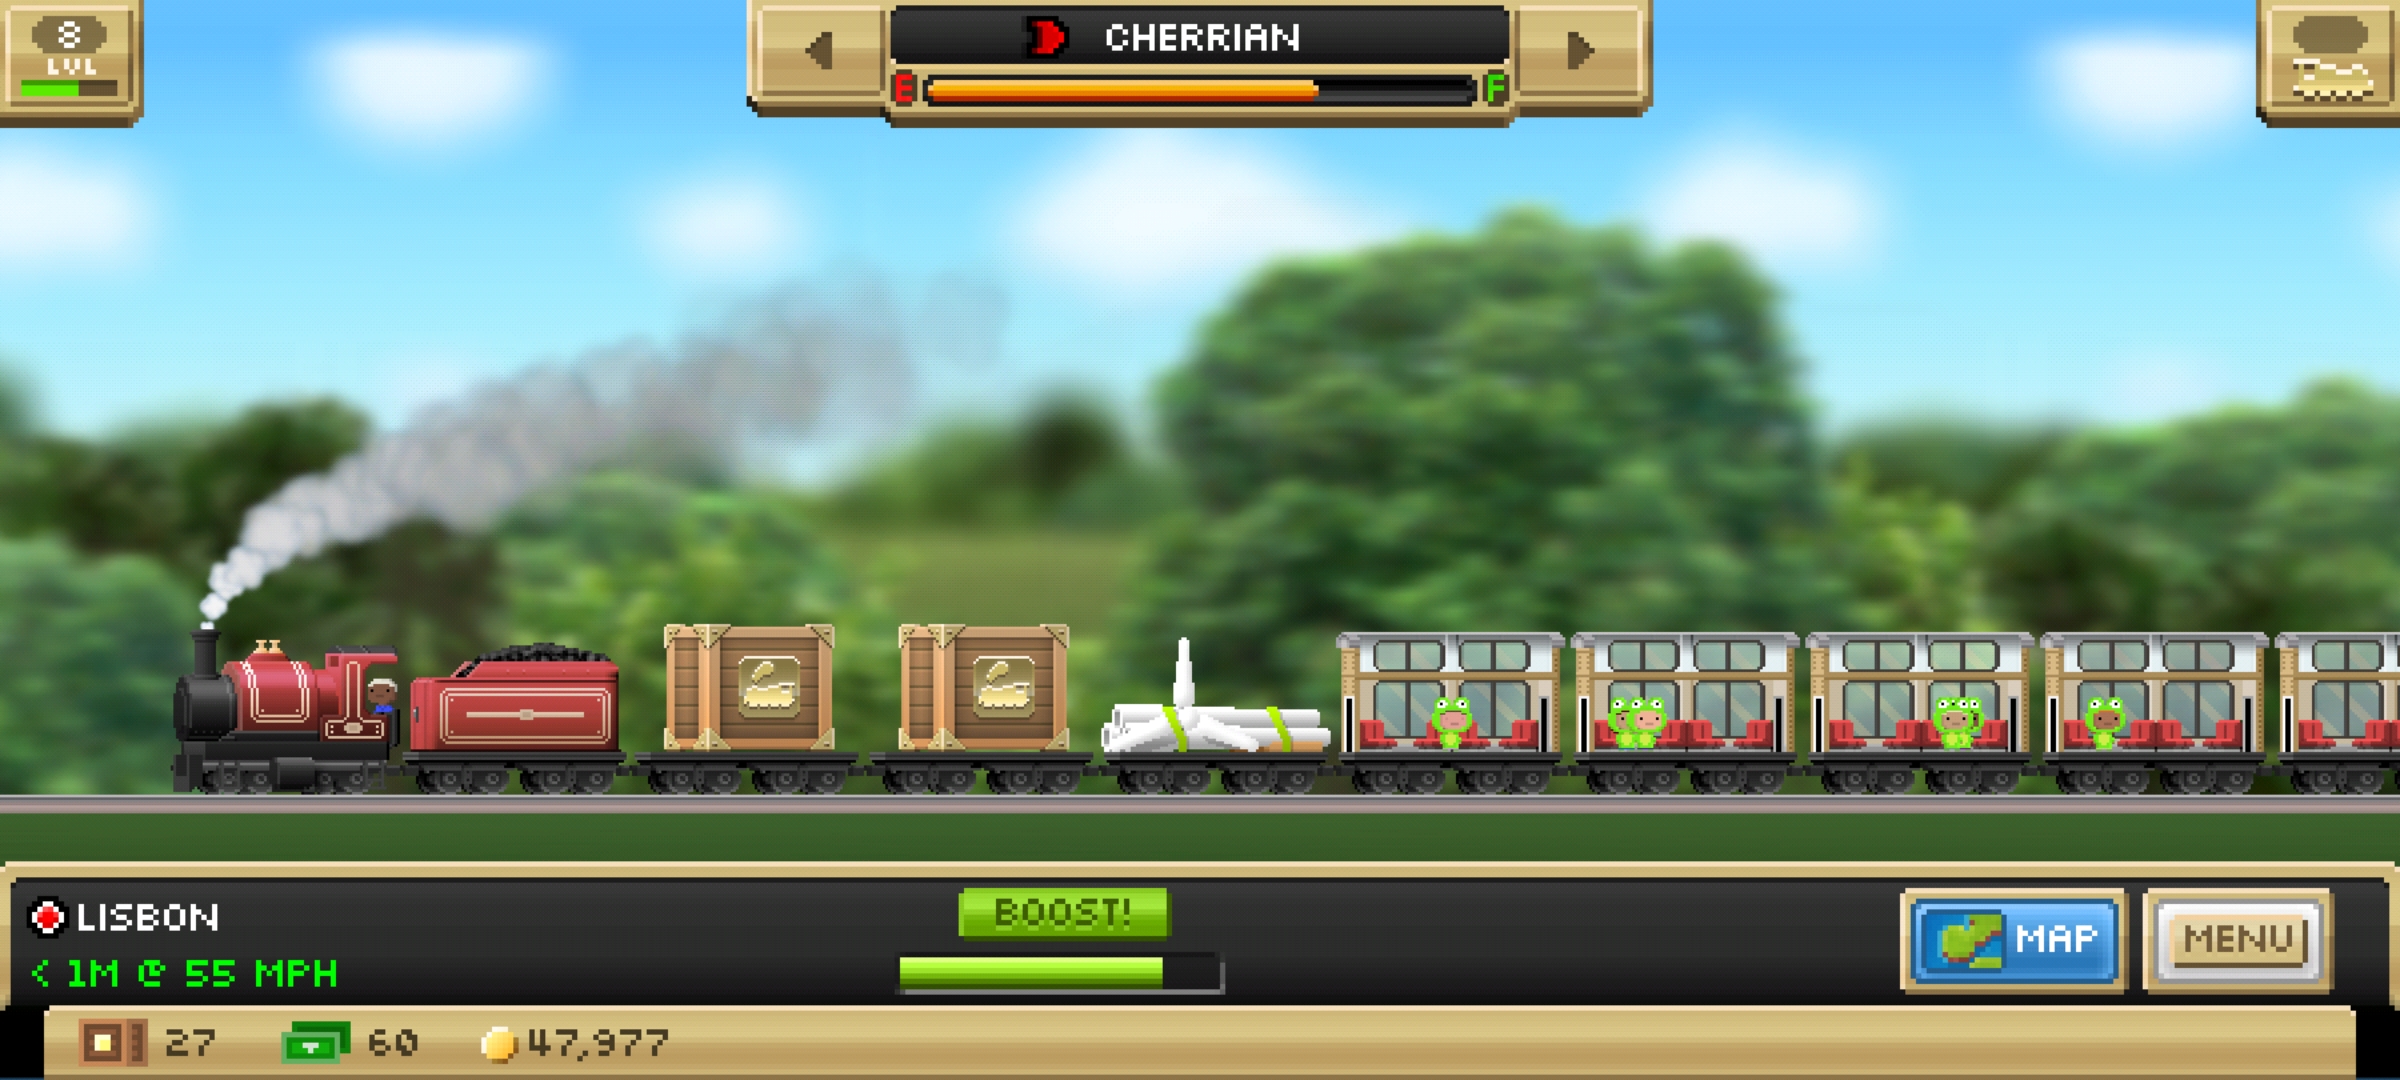 8
LVL
CHERRIAN
E F
LISBON
< 1M @ 55 MPH
BOOST!
MAP
MENU
27
60
47,977